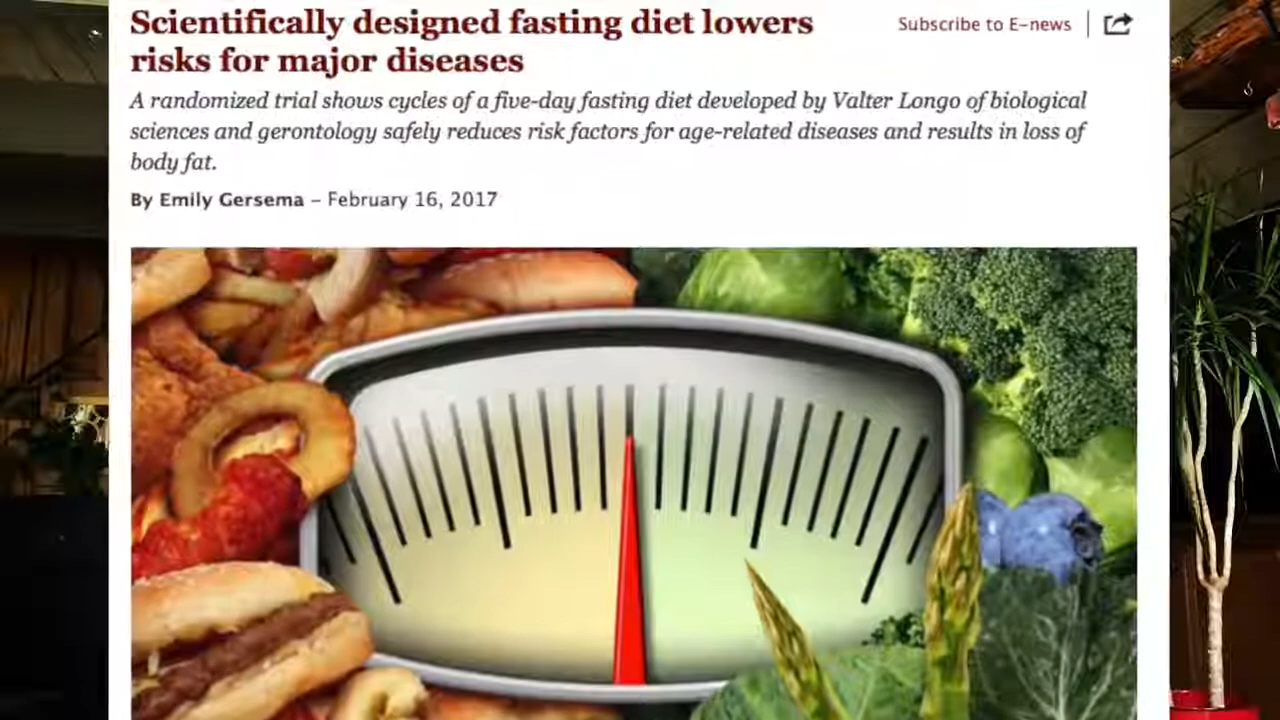 Scientifically designed fasting diet lowers
risks for major diseases
Subscribe to E-news
A randomized trial shows cycles of a five-day fasting diet developed by Valter Longo of biological
sciences and gerontology safely reduces risk factors for age-related diseases and results in loss of
body fat.
By Emily Gersema – February 16, 2017